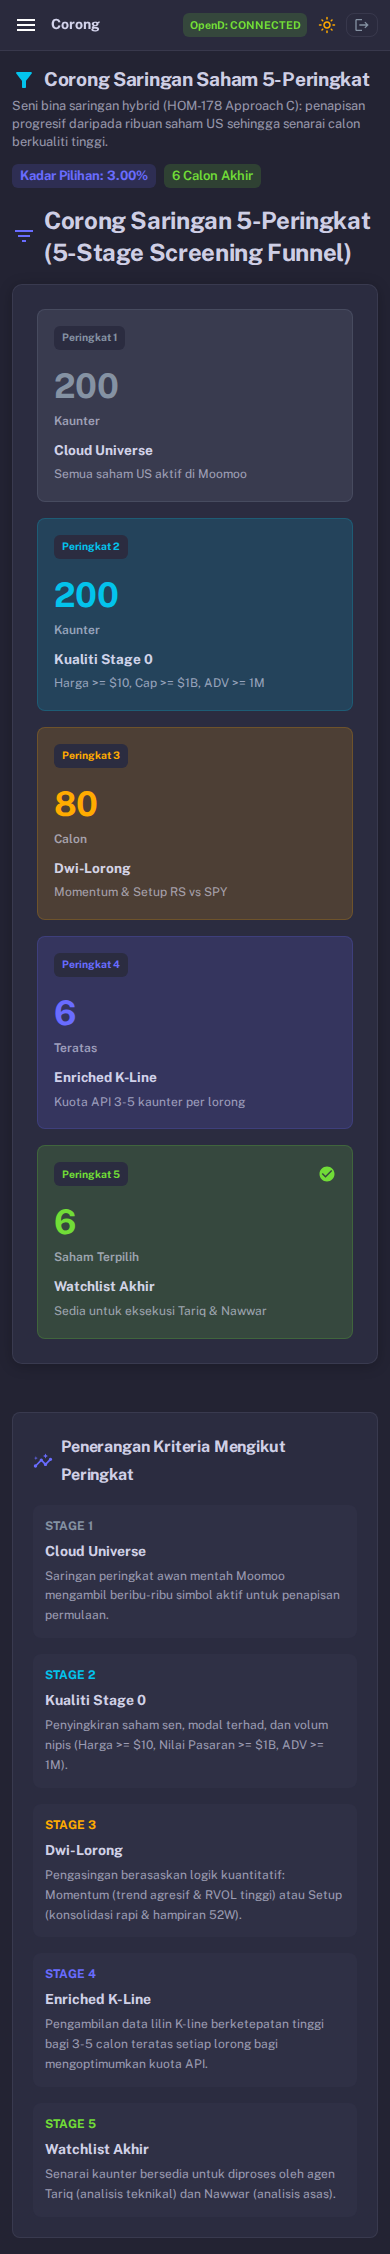 Corong
OpenD: CONNECTED
Corong Saringan Saham 5-Peringkat
Seni bina saringan hybrid (HOM-178 Approach C): penapisan
progresif daripada ribuan saham US sehingga senarai calon
berkualiti tinggi.
Kadar Pilihan: 3.00%
6 Calon Akhir
Corong Saringan 5-Peringkat
(5-Stage Screening Funnel)
Peringkat 1
200
Kaunter
Cloud Universe
Semua saham US aktif di Moomoo
Peringkat 2
200
Kaunter
Kualiti Stage 0
Harga >= $10, Cap >= $1B, ADV >= 1M
Peringkat 3
80
Calon
Dwi-Lorong
Momentum & Setup RS vs SPY
Peringkat 4
6
Teratas
Enriched K-Line
Kuota API 3-5 kaunter per lorong
Peringkat 5
6
Saham Terpilih
Watchlist Akhir
Sedia untuk eksekusi Tariq & Nawwar
Penerangan Kriteria Mengikut
Peringkat
STAGE 1
Cloud Universe
Saringan peringkat awan mentah Moomoo
mengambil beribu-ribu simbol aktif untuk penapisan
permulaan.
STAGE 2
Kualiti Stage 0
Penyingkiran saham sen, modal terhad, dan volum
nipis (Harga >= $10, Nilai Pasaran >= $1B, ADV >=
1M).
STAGE 3
Dwi-Lorong
Pengasingan berasaskan logik kuantitatif:
Momentum (trend agresif & RVOL tinggi) atau Setup
(konsolidasi rapi & hampiran 52W).
STAGE 4
Enriched K-Line
Pengambilan data lilin K-line berketepatan tinggi
bagi 3-5 calon teratas setiap lorong bagi
mengoptimumkan kuota API.
STAGE 5
Watchlist Akhir
Senarai kaunter bersedia untuk diproses oleh agen
Tariq (analisis teknikal) dan Nawwar (analisis asas).